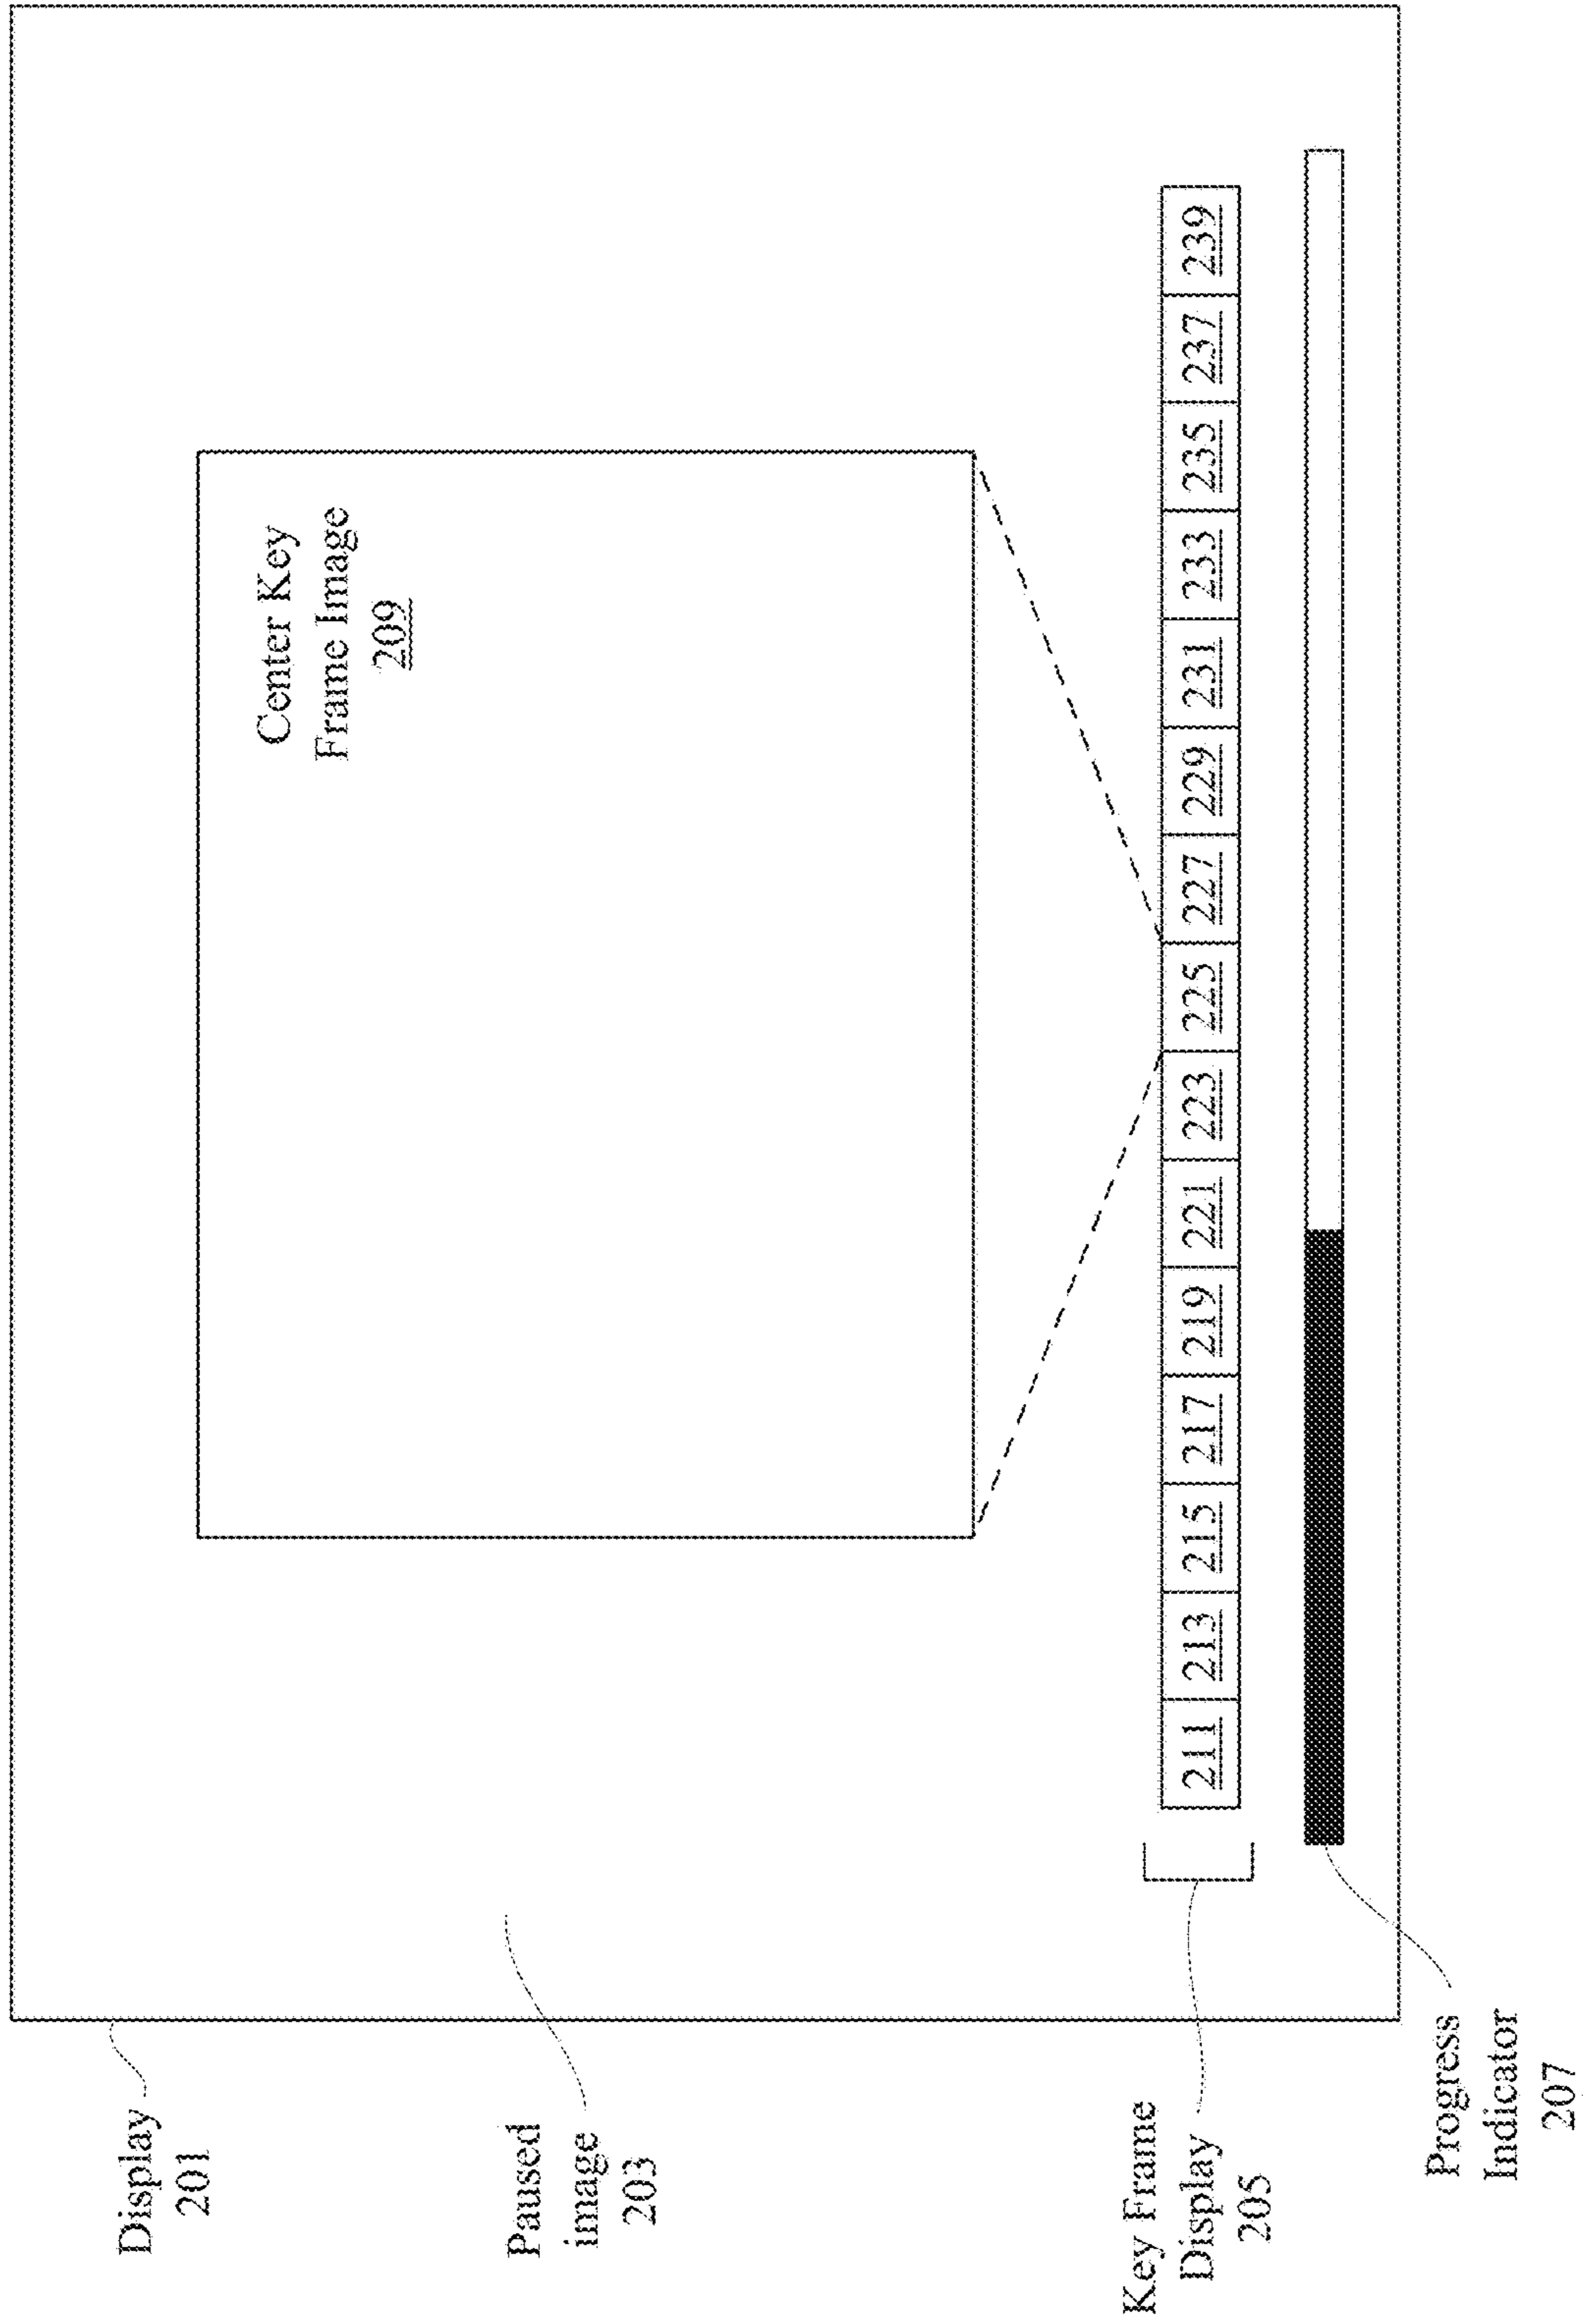 Display
201
Paused
image
203
Center Key
Frame Image
209
Key Frame
Display
205
211 213 215 217 219 221 223 225 227 229 231 233 235 237 239
Progress
Indicator
207